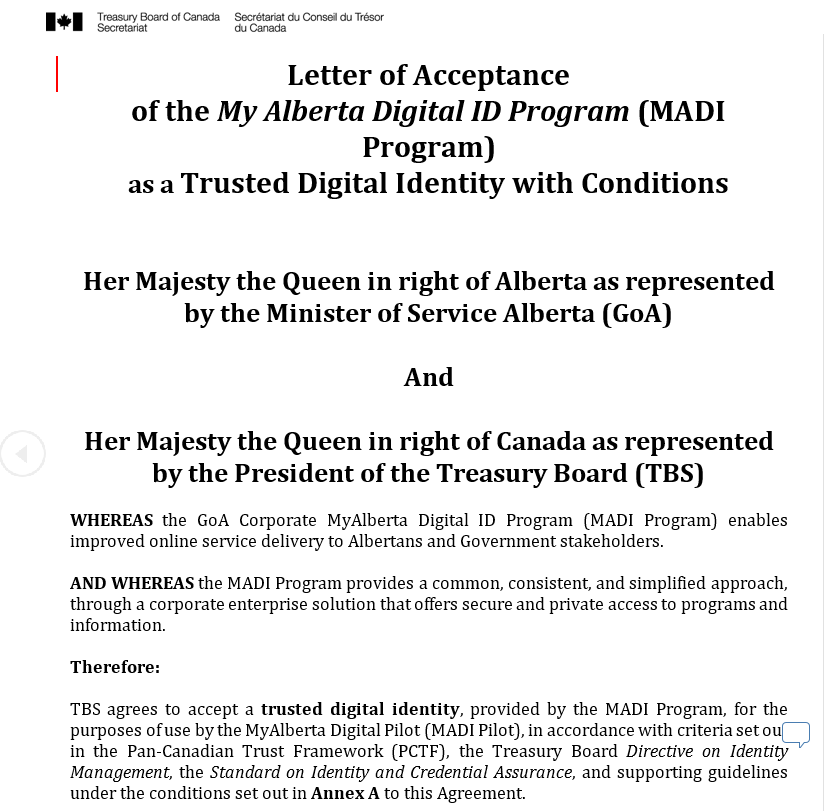 Treasury Board of Canada Secrétariat du Conseil du Trésor
Secretariat du Canada
Letter of Acceptance
of the My Alberta Digital ID Program (MADI
Program)
as a Trusted Digital Identity with Conditions
Her Majesty the Queen in right of Alberta as represented
by the Minister of Service Alberta (GoA)
And
Her Majesty the Queen in right of Canada as represented
by the President of the Treasury Board (TBS)
WHEREAS the GoA Corporate MyAlberta Digital ID Program (MADI Program) enables
improved online service delivery to Albertans and Government stakeholders.
AND WHEREAS the MADI Program provides a common, consistent, and simplified approach,
through a corporate enterprise solution that offers secure and private access to programs and
information.
Therefore:
TBS agrees to accept a trusted digital identity, provided by the MADI Program, for the
purposes of use by the MyAlberta Digital Pilot (MADI Pilot), in accordance with criteria set out
in the Pan-Canadian Trust Framework (PCTF), the Treasury Board Directive on Identity
Management, the Standard on Identity and Credential Assurance, and supporting guidelines
under the conditions set out in Annex A to this Agreement.